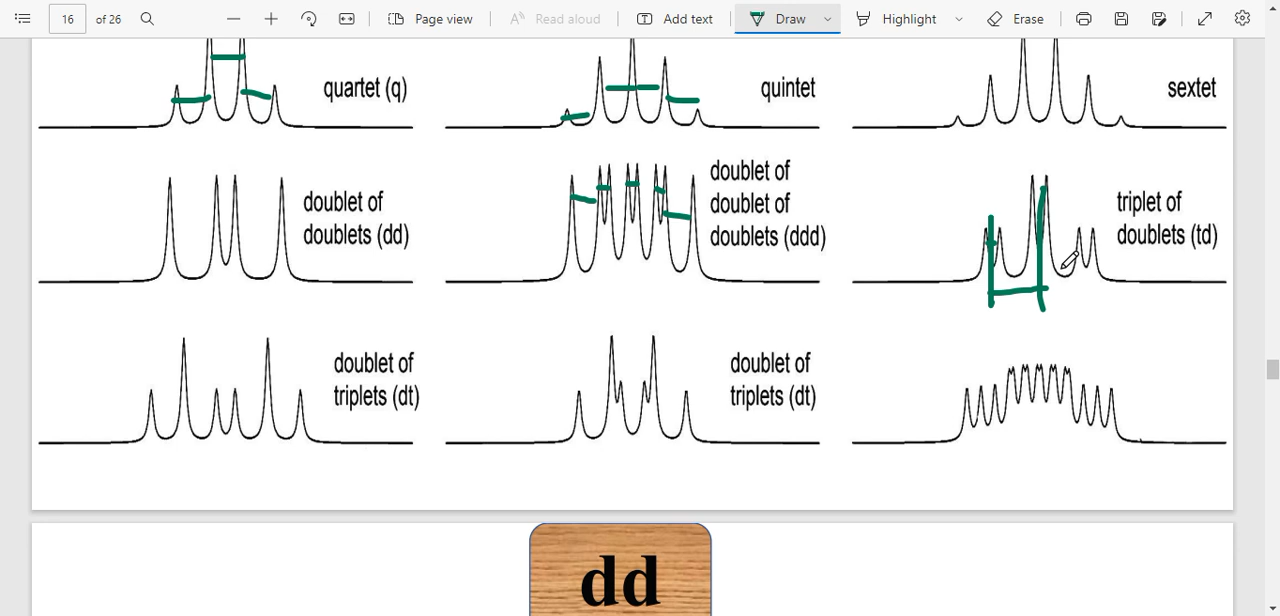 16 of 26 Page view Read aloud Add text Draw Highlight Erase
quartet (q)
quintet
sextet
doublet of
doublets (dd)
doublet of
doublet of
doublets (ddd)
triplet of
doublets (td)
doublet of
triplets (dt)
doublet of
triplets (dt)
dd